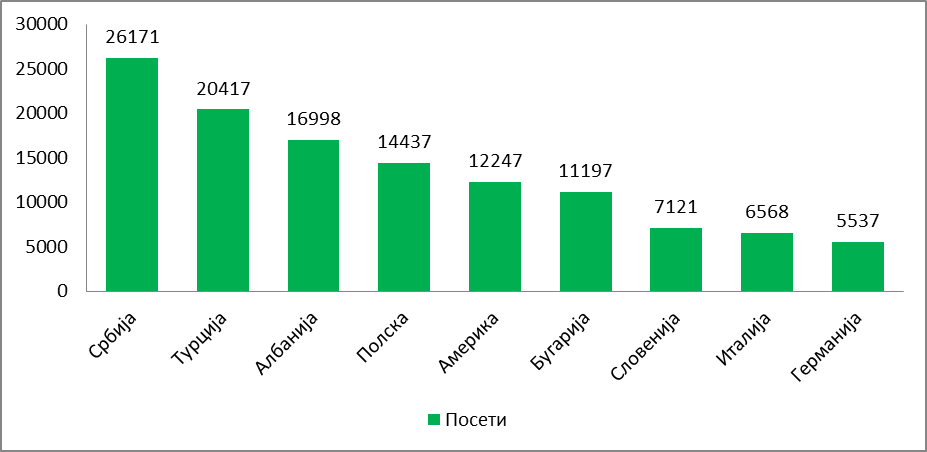 30000
25000
20000
15000
10000
5000
0
26171
20417
16998
14437
12247
11197
7121
6568
5537
Србија
Турција
Албанија
Полска
Америка
Бугарија
Словенија
Италија
Германија
Посети